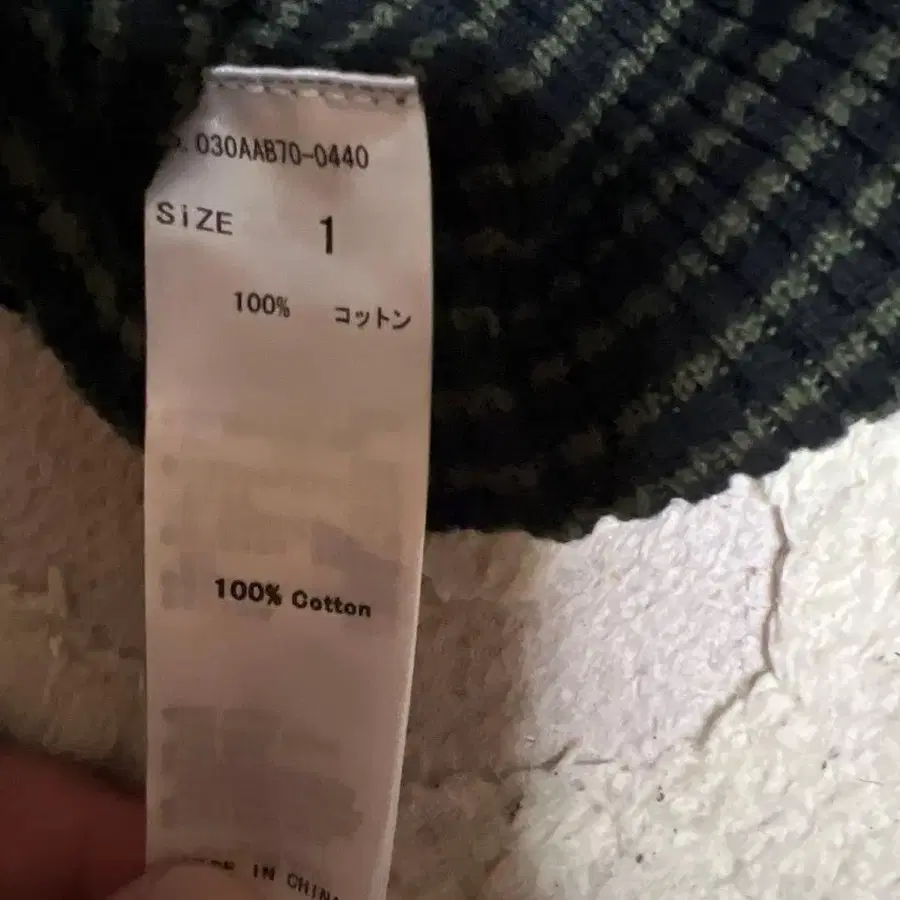 . 030AAB70-0440
SiZE 1
100% コットン
100% Cotton
IN CHINA